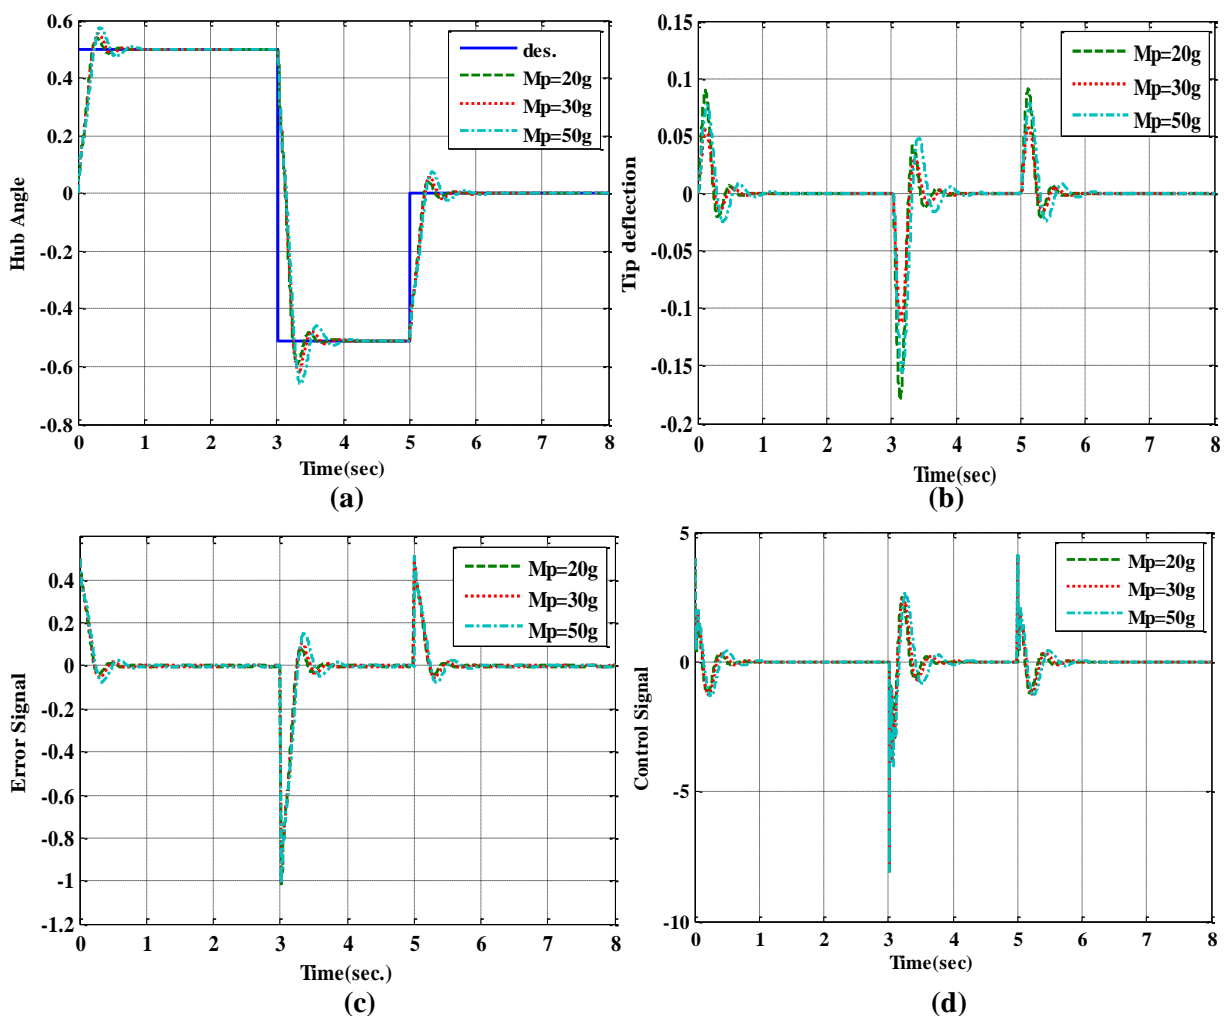 0.6
0.4
0.2
0
-0.2
-0.4
-0.6
-0.8
Hub Angle
des.
Mp=20g
Mp=30g
Mp=50g
0 1 2 3 4 5 6 7 8
Time(sec)
(a)
0.15
0.1
0.05
0
-0.05
-0.1
-0.15
-0.2
Tip deflection
Mp=20g
Mp=30g
Mp=50g
0 1 2 3 4 5 6 7 8
Time(sec)
(b)
0.4
0.2
0
-0.2
-0.4
-0.6
-0.8
-1
-1.2
Error Signal
Mp=20g
Mp=30g
Mp=50g
0 1 2 3 4 5 6 7 8
Time(sec.)
(c)
5
0
-5
-10
Control Signal
Mp=20g
Mp=30g
Mp=50g
0 1 2 3 4 5 6 7 8
Time(sec)
(d)